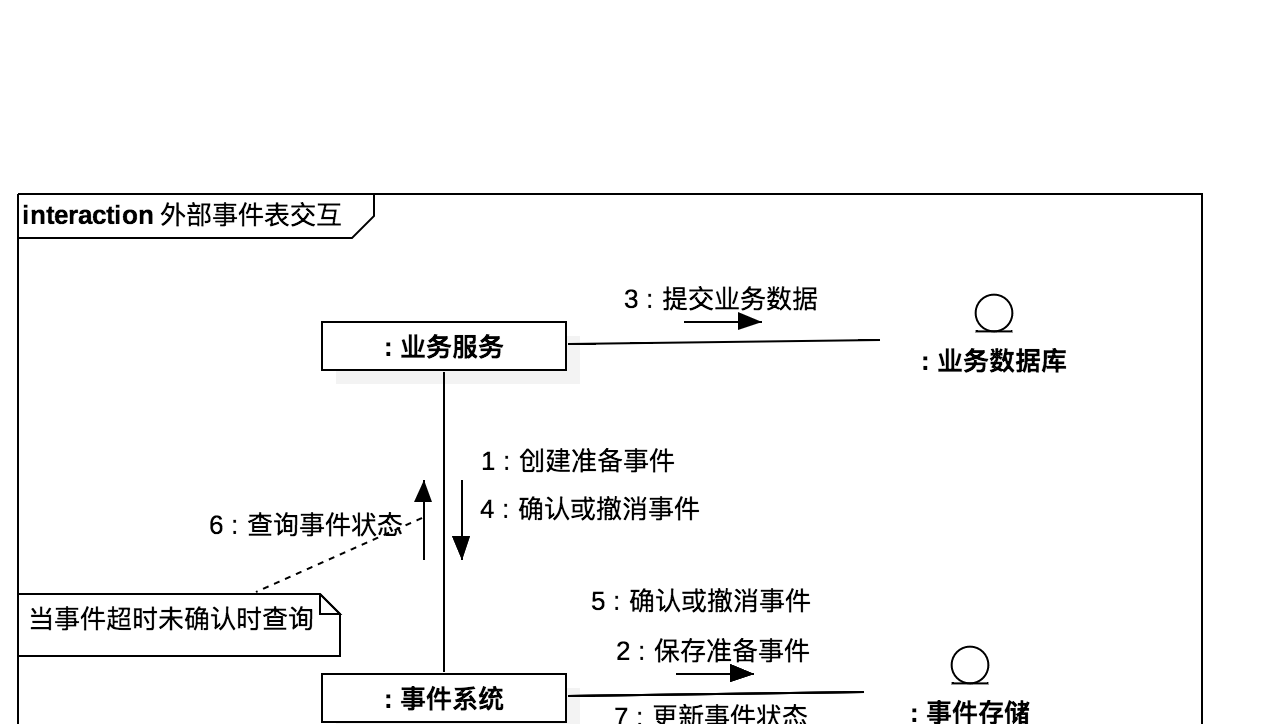 interaction 外部事件表交互
3 : 提交业务数据
: 业务服务
: 业务数据库
1 : 创建准备事件
4 : 确认或撤消事件
6 : 查询事件状态
5 : 确认或撤消事件
当事件超时未确认时查询
2 : 保存准备事件
: 事件系统
7 : 更新事件状态
: 事件存储